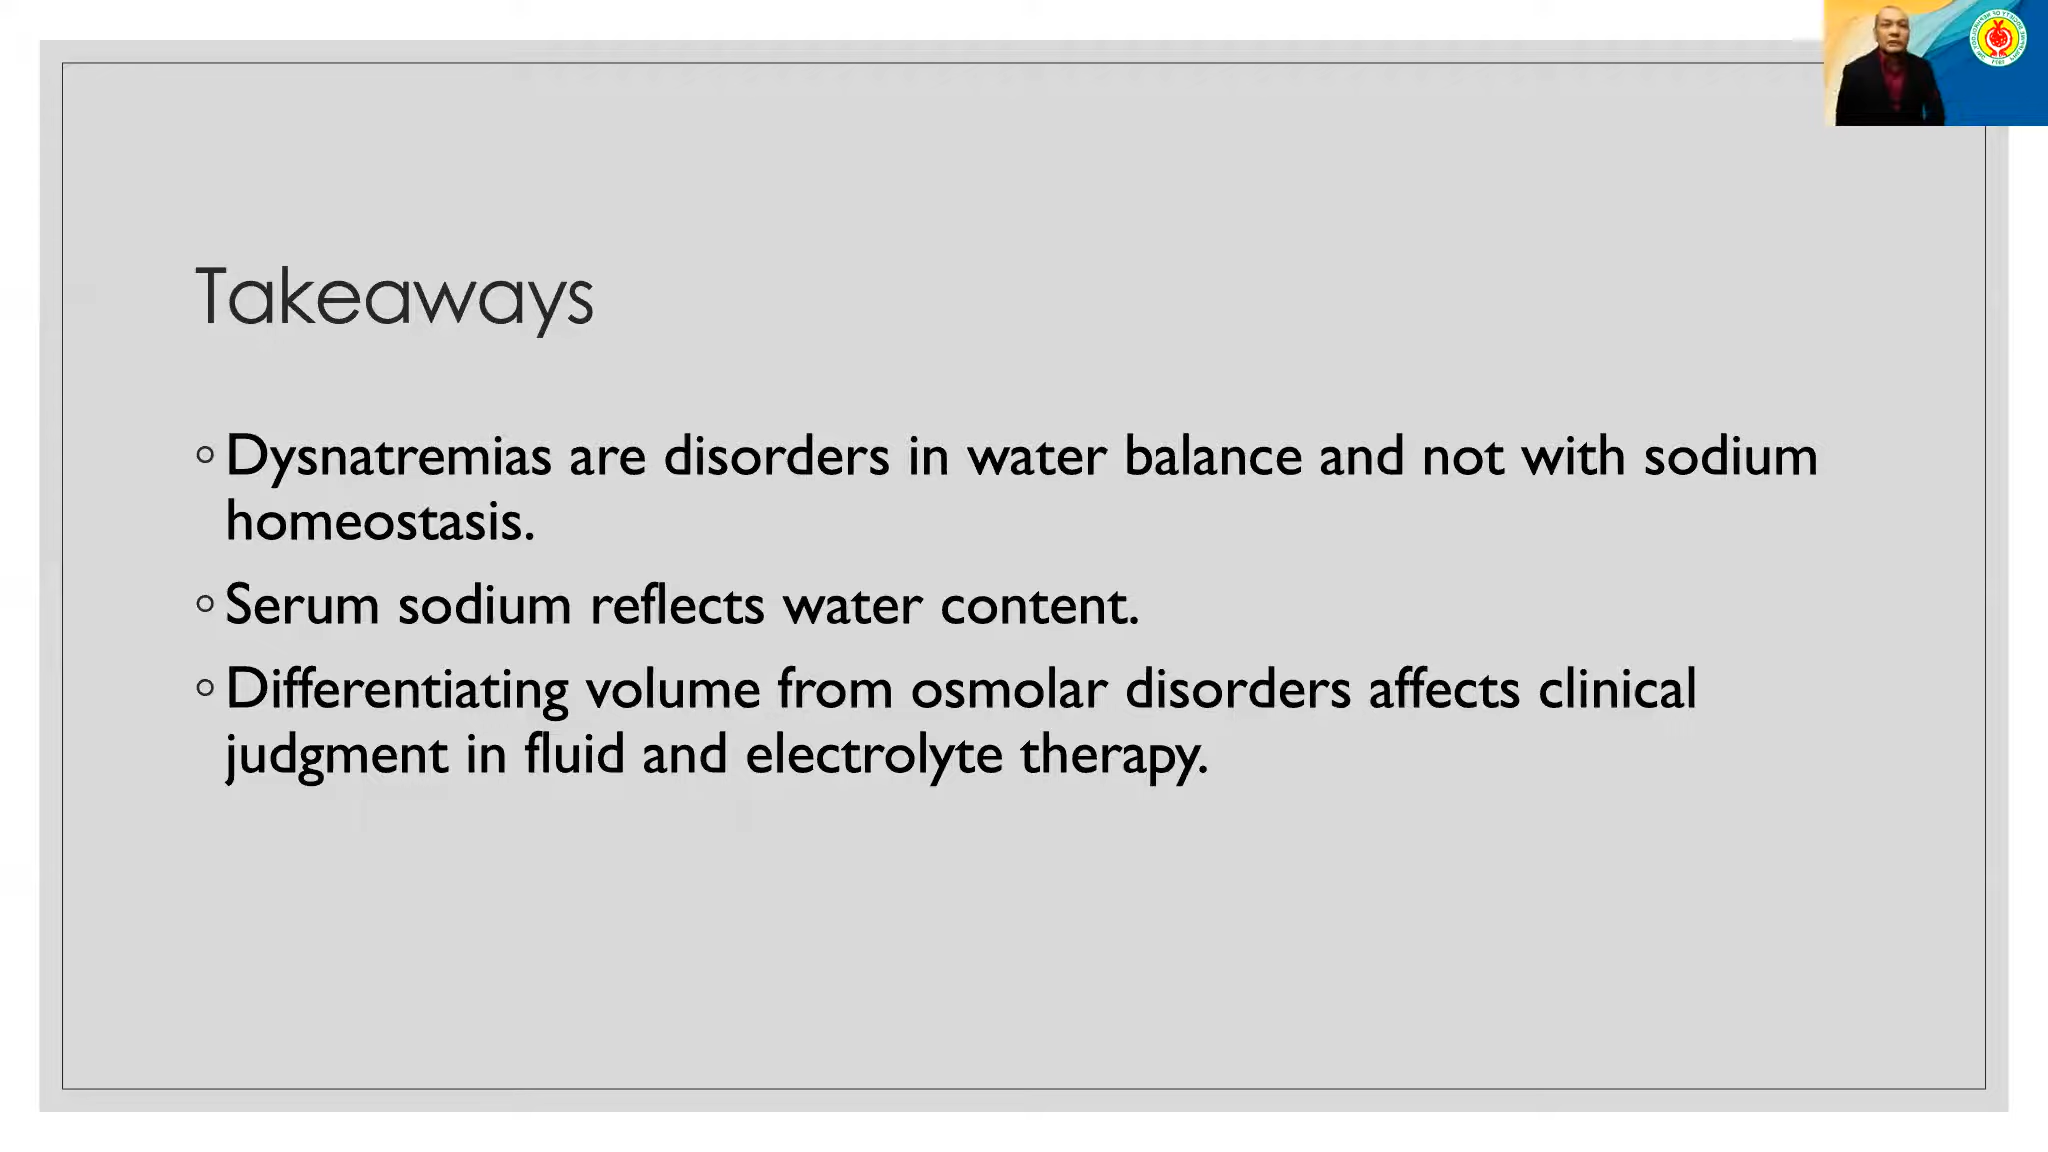 Takeaways
Dysnatremias are disorders in water balance and not with sodium
homeostasis.
Serum sodium reflects water content.
Differentiating volume from osmolar disorders affects clinical
judgment in fluid and electrolyte therapy.